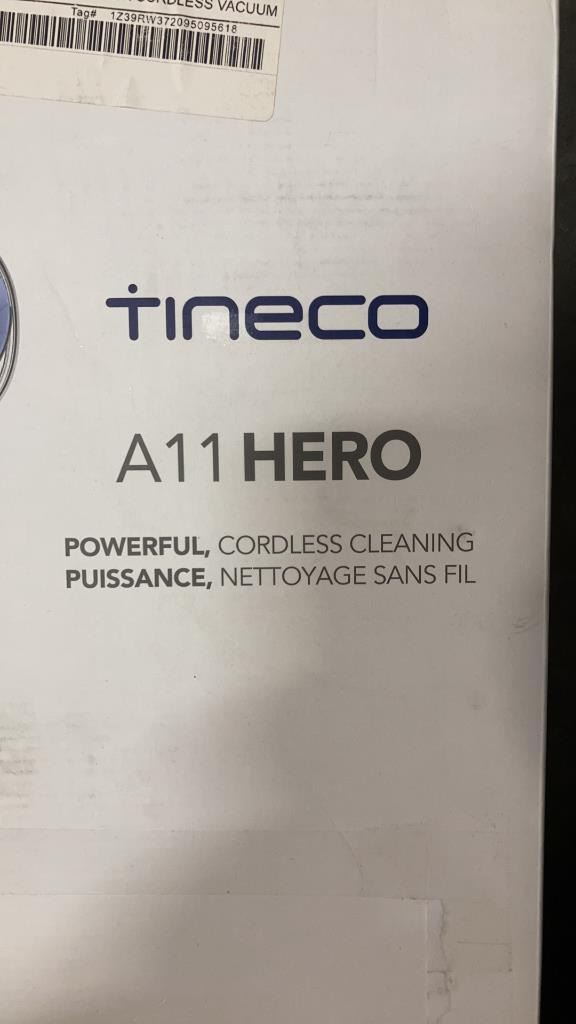 CORDLESS VACUUM
Tag# 1Z39RW372095095618
tineco
A11 HERO
POWERFUL, CORDLESS CLEANING
PUISSANCE, NETTOYAGE SANS FIL